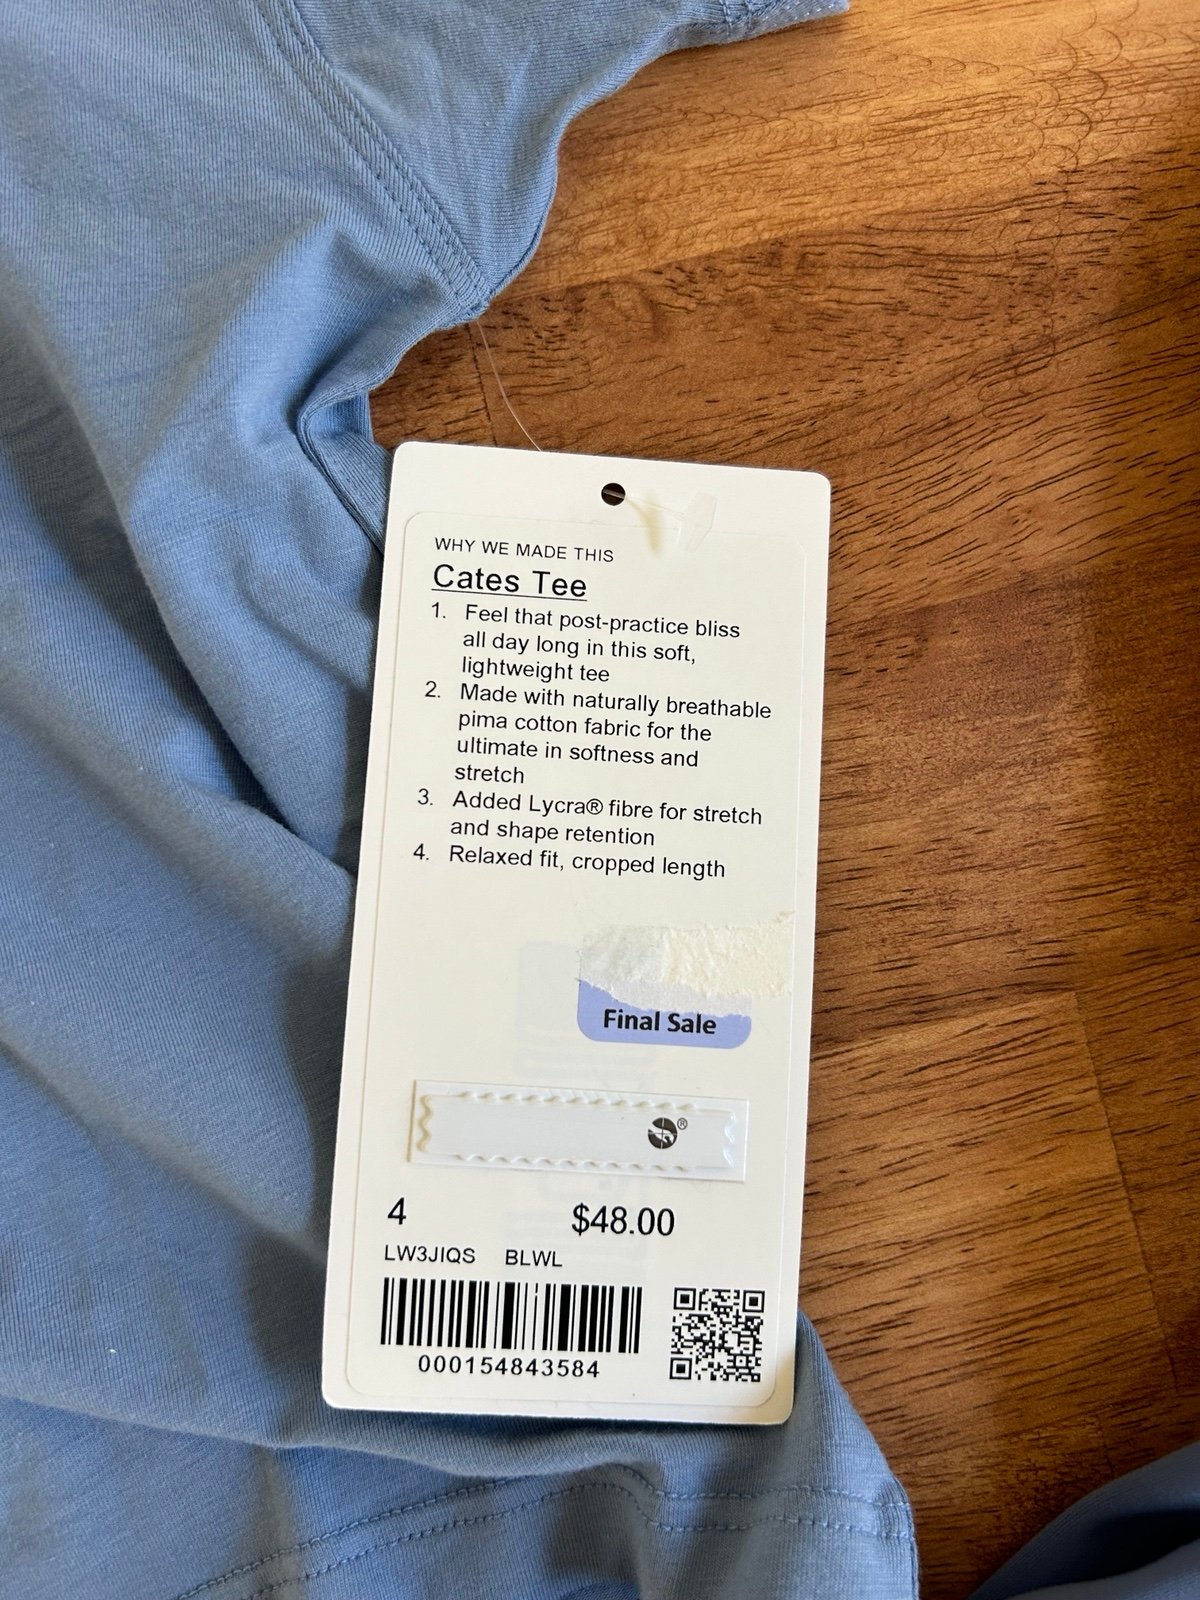 WHY WE MADE THIS
Cates Tee
1. Feel that post-practice bliss
all day long in this soft,
lightweight tee
2. Made with naturally breathable
pima cotton fabric for the
ultimate in softness and
stretch
3. Added Lycra® fibre for stretch
and shape retention
4. Relaxed fit, cropped length
Final Sale
®
4 $48.00
LW3JIQS BLWL
000154843584